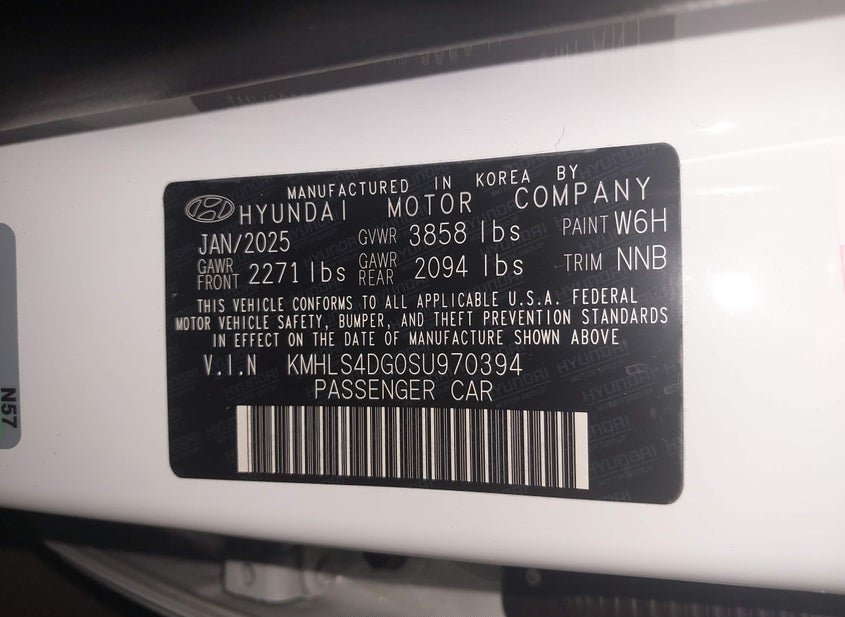 MANUFACTURED IN KOREA BY
HYUNDAI MOTOR COMPANY
JAN/2025 GVWR 3858 lbs PAINT W6H
GAWR FRONT 2271 lbs GAWR REAR 2094 lbs TRIM NNB
THIS VEHICLE CONFORMS TO ALL APPLICABLE U.S.A. FEDERAL
MOTOR VEHICLE SAFETY, BUMPER, AND THEFT PREVENTION STANDARDS
IN EFFECT ON THE DATE OF MANUFACTURE SHOWN ABOVE
V.I.N KMHLS4DG0SU970394
PASSENGER CAR
N57